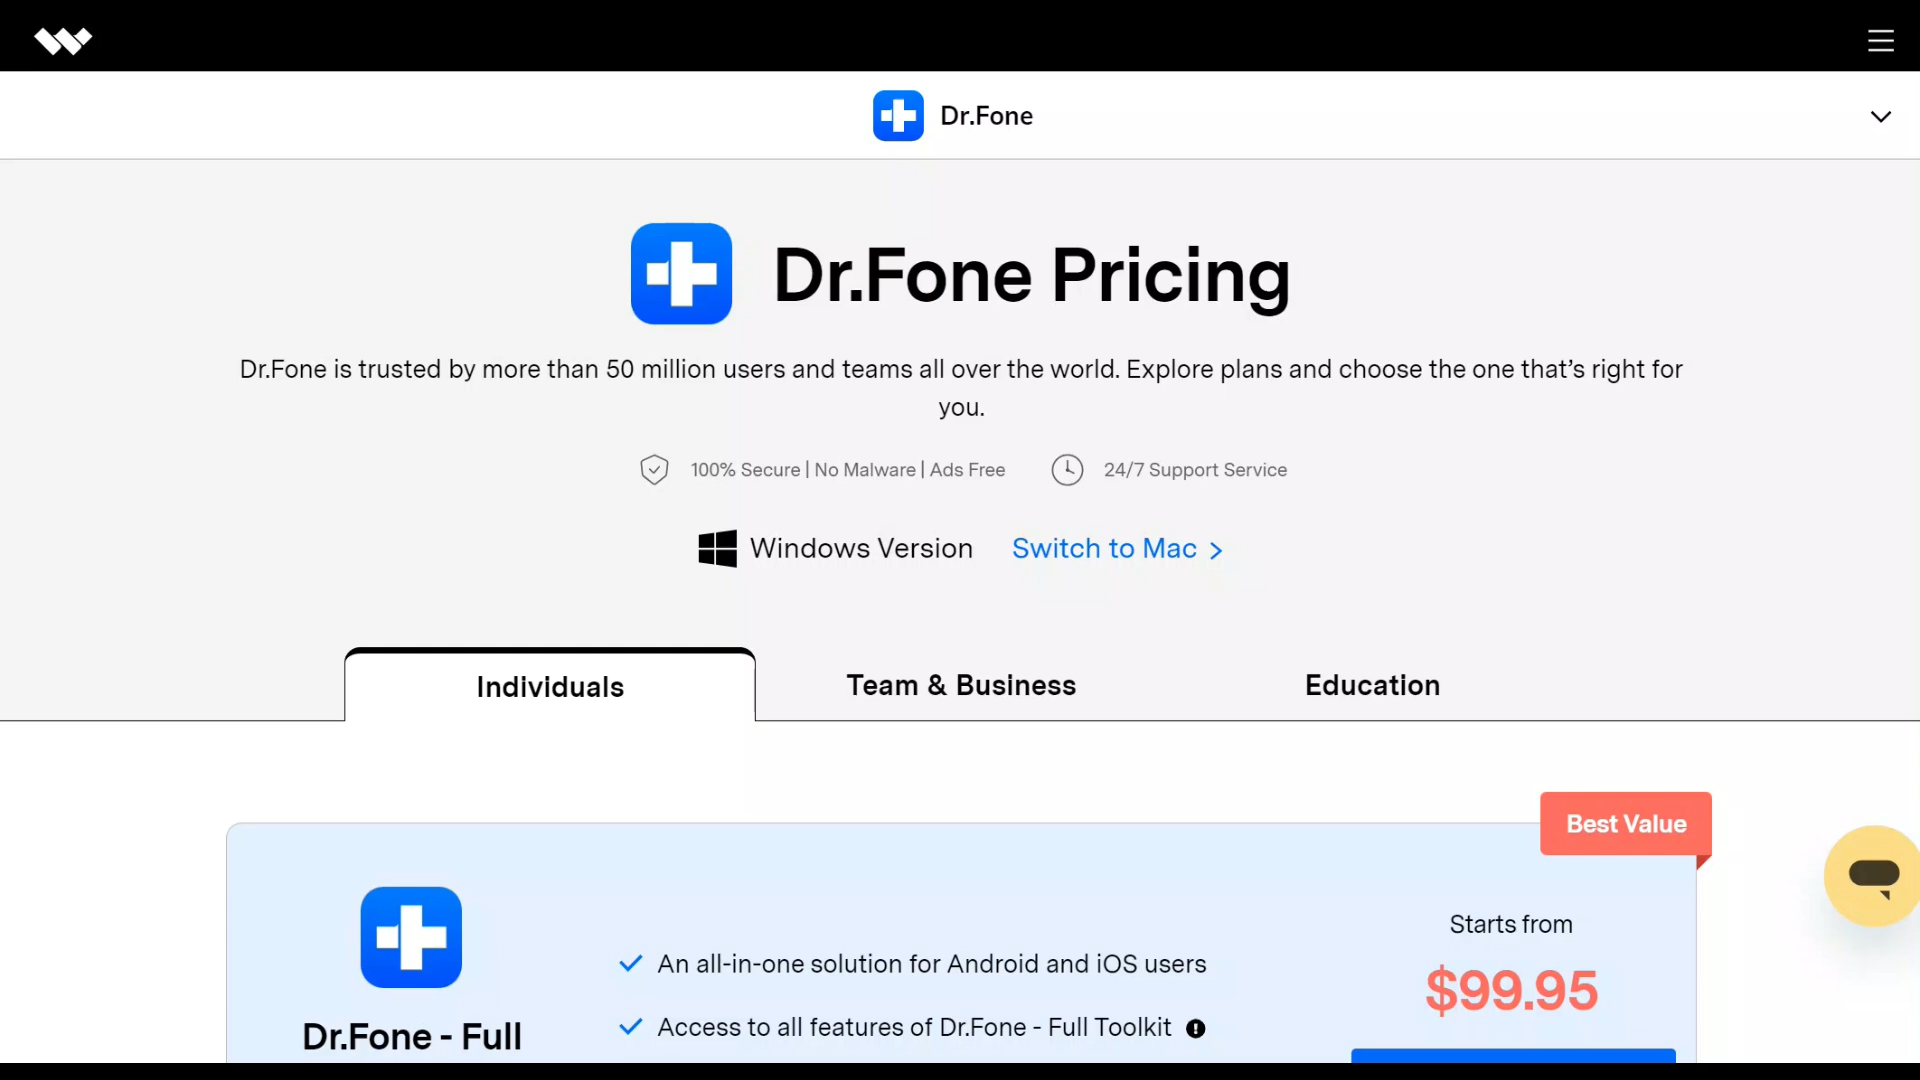 Dr.Fone
Dr.Fone Pricing
Dr.Fone is trusted by more than 50 million users and teams all over the world. Explore plans and choose the one that’s right for
you.
100% Secure | No Malware | Ads Free
24/7 Support Service
Windows Version
Switch to Mac
Individuals
Team & Business
Education
Best Value
Starts from
An all-in-one solution for Android and iOS users
$99.95
Access to all features of Dr.Fone - Full Toolkit
Dr.Fone - Full